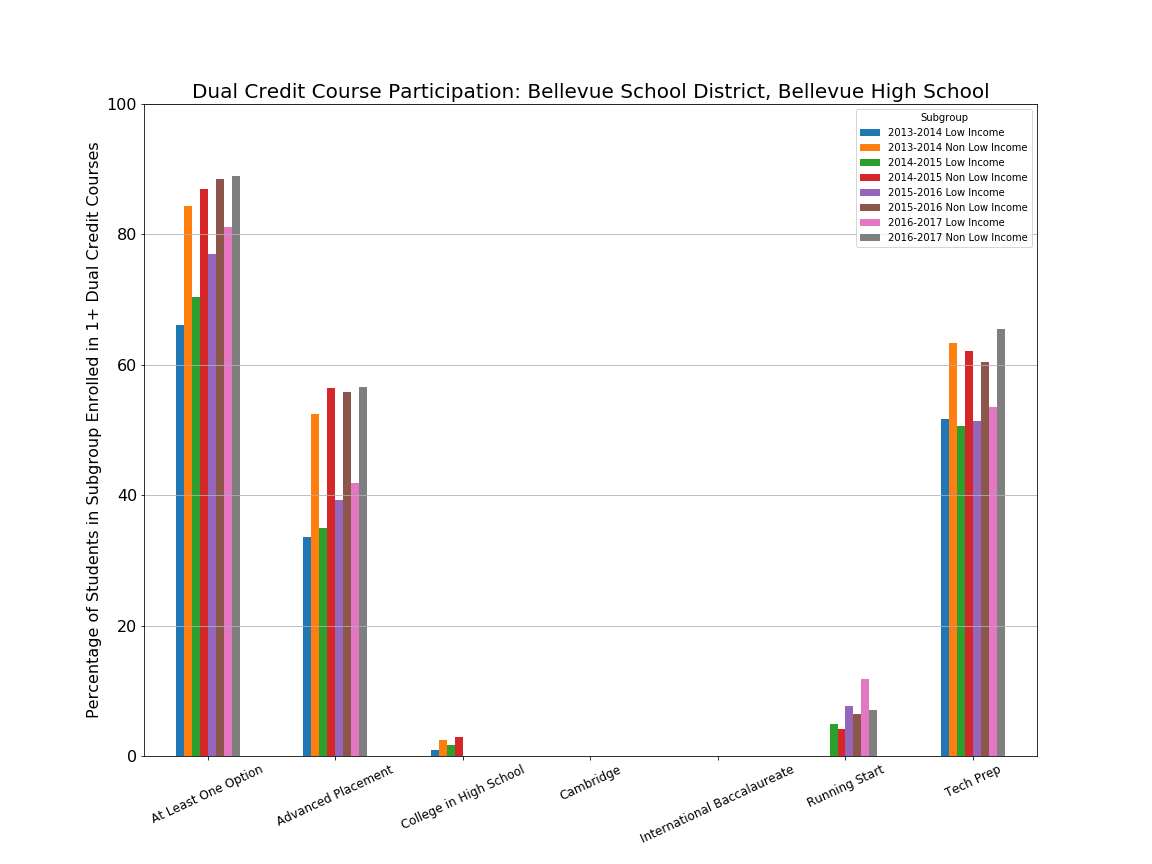 Dual Credit Course Participation: Bellevue School District, Bellevue High School
Percentage of Students in Subgroup Enrolled in 1+ Dual Credit Courses
100
80
60
40
20
0
Subgroup
2013-2014 Low Income
2013-2014 Non Low Income
2014-2015 Low Income
2014-2015 Non Low Income
2015-2016 Low Income
2015-2016 Non Low Income
2016-2017 Low Income
2016-2017 Non Low Income
At Least One Option
Advanced Placement
College in High School
Cambridge
International Baccalaureate
Running Start
Tech Prep